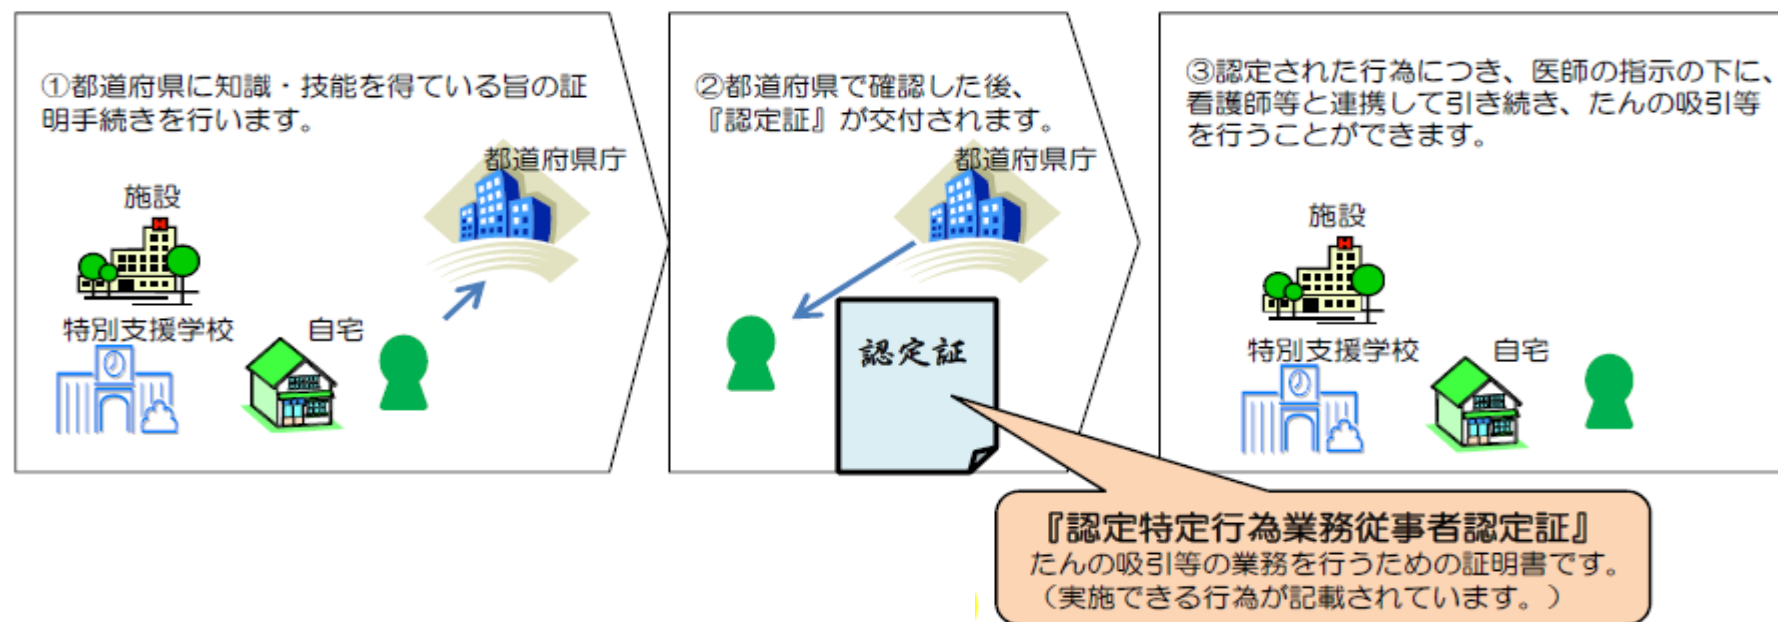 ①都道府県に知識・技能を得ている旨の証
明手続きを行います。
都道府県庁
施設
特別支援学校
自宅
②都道府県で確認した後、
『認定証』が交付されます。
都道府県庁
認定証
③認定された行為につき、医師の指示の下に、
看護師等と連携して引き続き、たんの吸引等
を行うことができます。
施設
特別支援学校
自宅
『認定特定行為業務従事者認定証』
たんの吸引等の業務を行うための証明書です。
（実施できる行為が記載されています。）